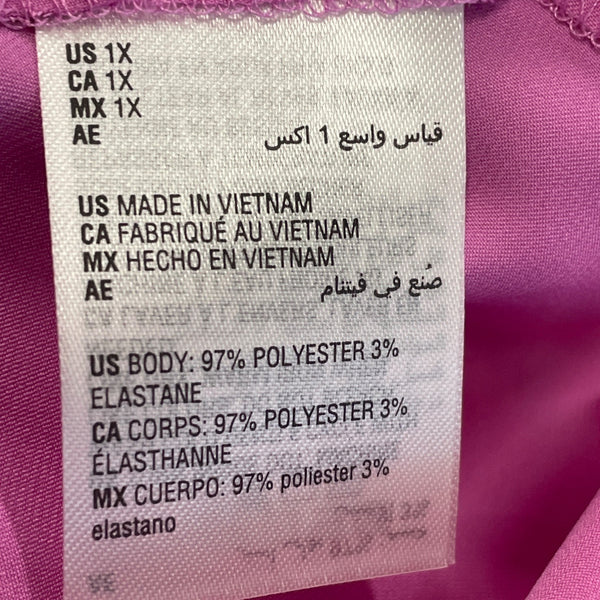 US 1X
CA 1X
MX 1X
AE قياس واسع 1 اكس
US MADE IN VIETNAM
CA FABRIQUÉ AU VIETNAM
MX HECHO EN VIETNAM
AE صُنع في فيتنام
US BODY: 97% POLYESTER 3%
ELASTANE
CA CORPS: 97% POLYESTER 3%
ÉLASTHANNE
MX CUERPO: 97% poliester 3%
elastano